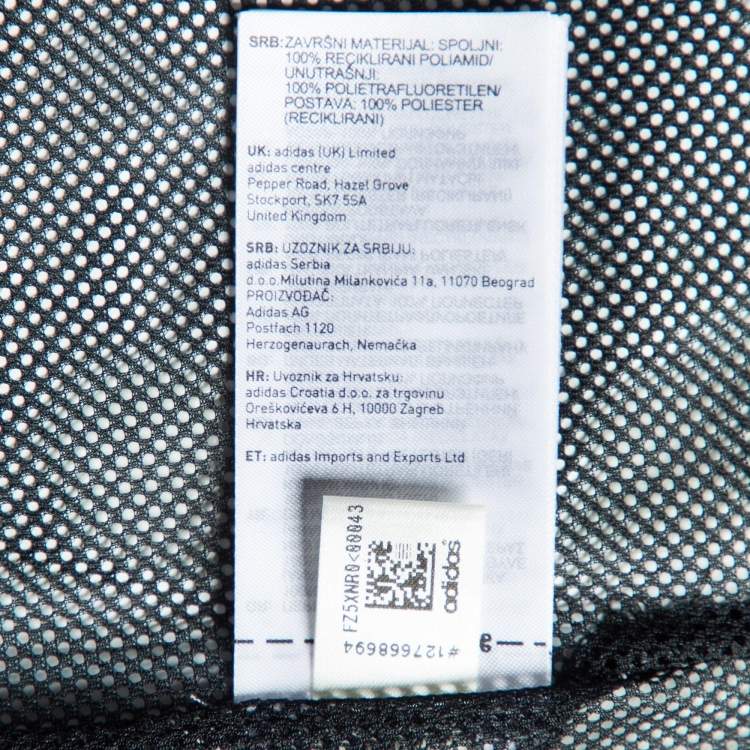 SRB:ZAVRŠNI MATERIJAL: SPOLJNI:
100% RECIKLIRANI POLIAMID/
UNUTRAŠNJI:
100% POLIETRAFLUORETILEN/
POSTAVA: 100% POLIESTER
(RECIKLIRANI)
UK: adidas (UK) Limited
adidas centre
Pepper Road, Hazel Grove
Stockport, SK7 5SA
United Kingdom
SRB: UZOZNIK ZA SRBIJU:
adidas Serbia
d.o.o.Milutina Milankovića 11a, 11070 Beograd
PROIZVOĐAČ:
Adidas AG
Postfach 1120
Herzogenaurach, Nemačka
HR: Uvoznik za Hrvatsku:
adidas Croatia d.o.o. za trgovinu
Oreškovićeva 6 H, 10000 Zagreb
Hrvatska
ET: adidas Imports and Exports Ltd
FZ5XNR0<00043
adidas
#127668694